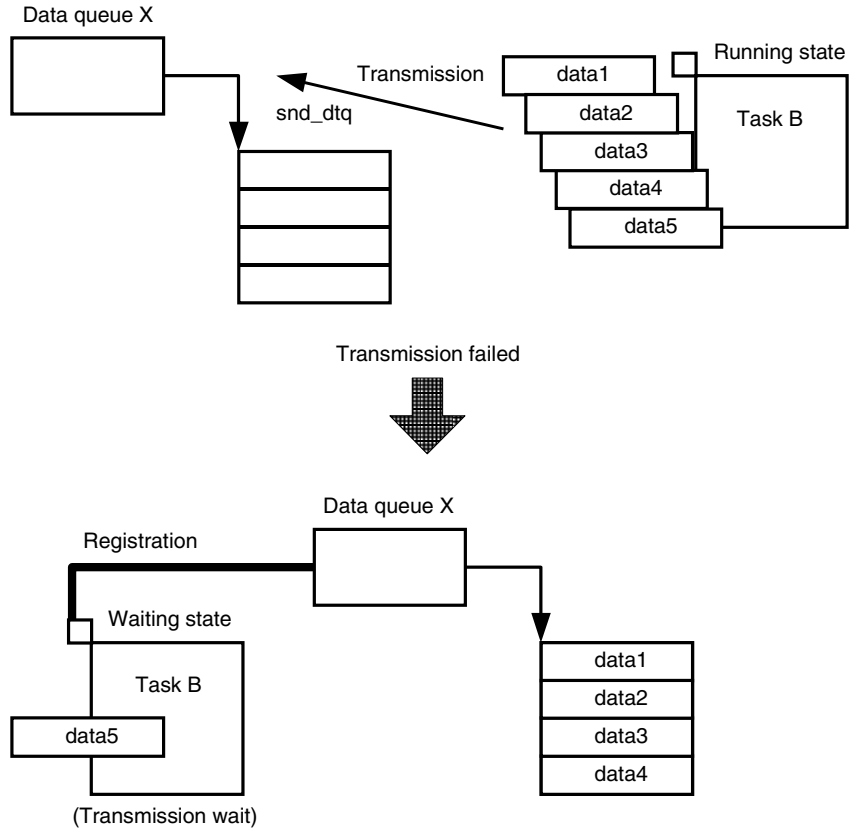 Data queue X
Running state
Transmission
data1
snd_dtq
data2
Task B
data3
data4
data5
Transmission failed
Data queue X
Registration
Waiting state
Task B
data1
data2
data5
data3
data4
(Transmission wait)